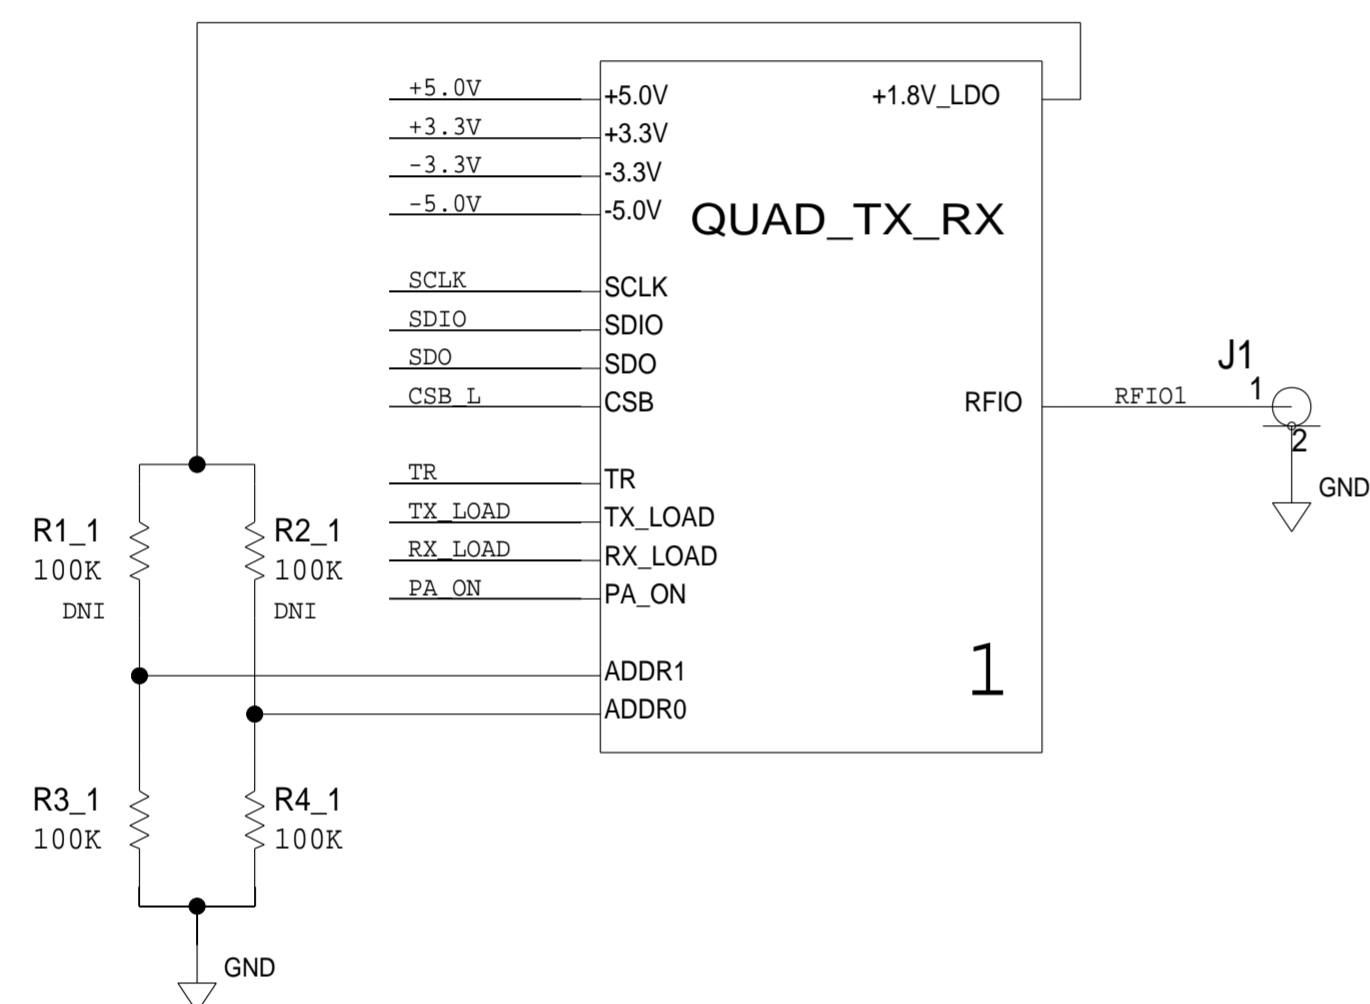 +5.0V
+5.0V
+1.8V_LDO
+3.3V
+3.3V
-3.3V
-3.3V
-5.0V
-5.0V
QUAD_TX_RX
SCLK
SCLK
SDIO
SDIO
SDO
SDO
CSB_L
CSB
RFIO
RFIO1
J1
1
2
GND
TR
TR
TX_LOAD
TX_LOAD
RX_LOAD
RX_LOAD
PA_ON
PA_ON
R1_1
100K
DNI
R2_1
100K
DNI
ADDR1
ADDR0
1
R3_1
100K
R4_1
100K
GND